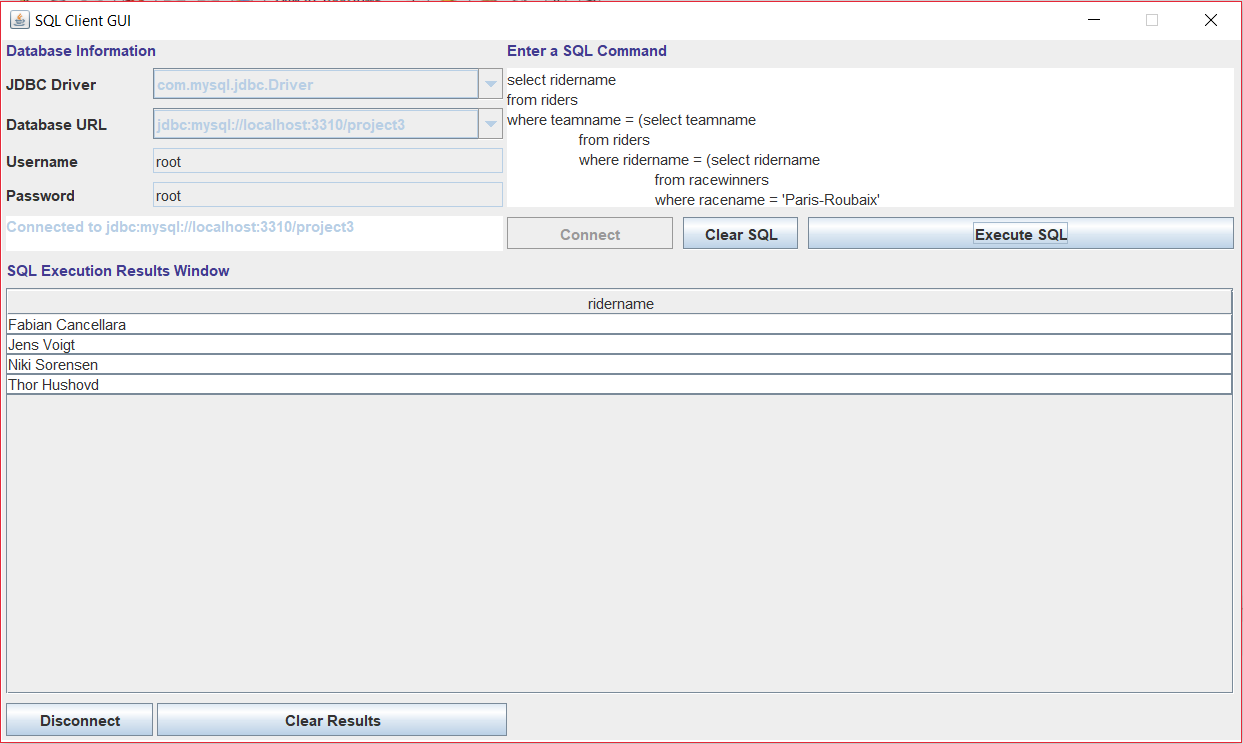 SQL Client GUI
Database Information
JDBC Driver
com.mysql.jdbc.Driver
Database URL
jdbc:mysql://localhost:3310/project3
Username
root
Password
root
Connected to jdbc:mysql://localhost:3310/project3
Enter a SQL Command
select ridername
from riders
where teamname = (select teamname
from riders
where ridername = (select ridername
from racewinners
where racename = 'Paris-Roubaix'
Connect
Clear SQL
Execute SQL
SQL Execution Results Window
ridername
Fabian Cancellara
Jens Voigt
Niki Sorensen
Thor Hushovd
Disconnect
Clear Results